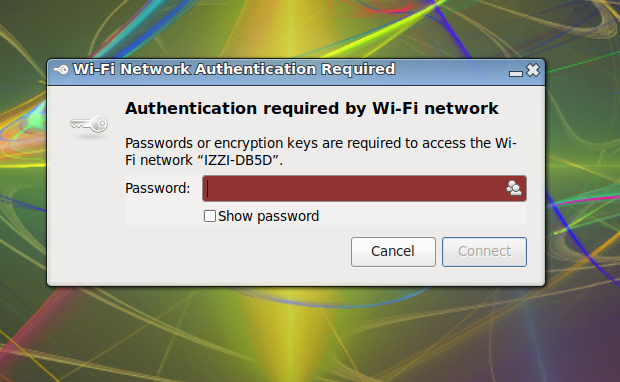 Wi-Fi Network Authentication Required
Authentication required by Wi-Fi network
Passwords or encryption keys are required to access the Wi-
Fi network “IZZI-DB5D”.
Password:
Show password
Cancel Connect